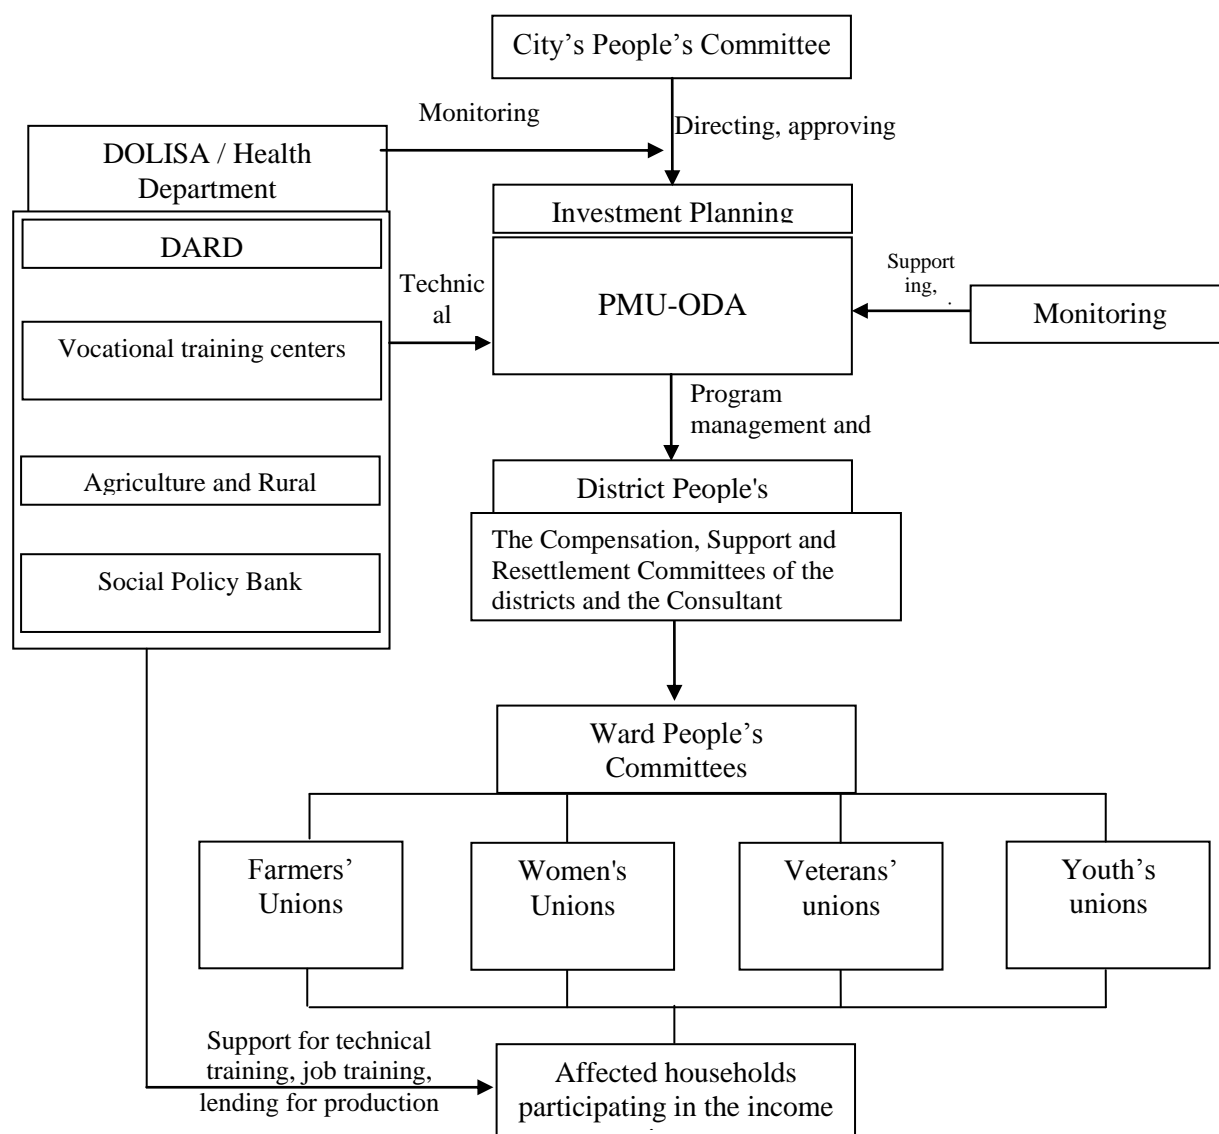 City’s People’s Committee
Monitoring
Directing, approving
DOLISA / Health
Department
Investment Planning
DARD
Technic
al
PMU-ODA
Support
ing,
Monitoring
Vocational training centers
Program
management and
Agriculture and Rural
District People's
The Compensation, Support and
Resettlement Committees of the
districts and the Consultant
Social Policy Bank
Ward People’s
Committees
Farmers’
Unions
Women's
Unions
Veterans’
unions
Youth’s
unions
Support for technical
training, job training,
lending for production
Affected households
participating in the income